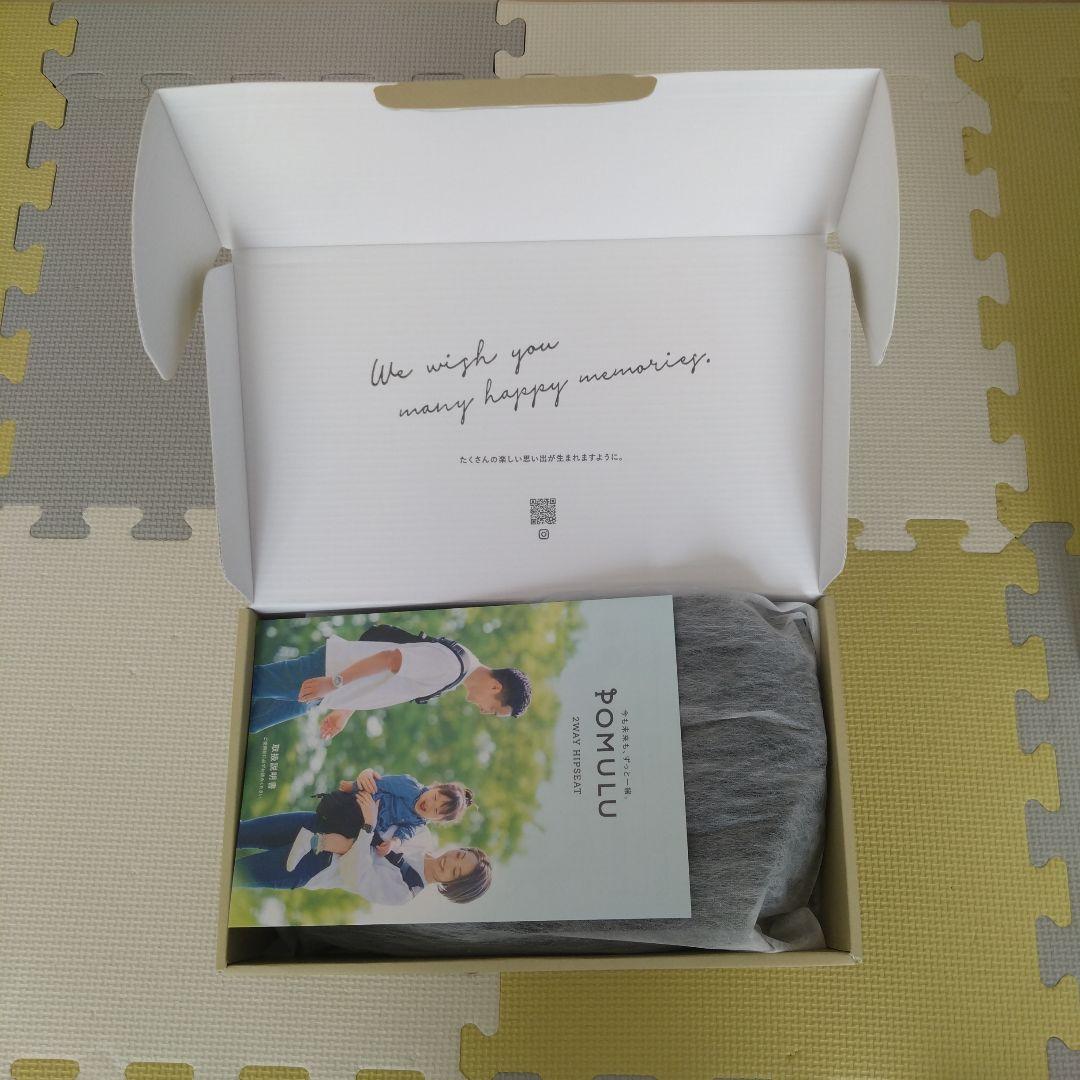 We wish you
many happy memories.
たくさんの楽しい思い出が生まれますように。
今も未来も、ずっと一緒。
POMULU
2WAY HIPSEAT
取扱説明書